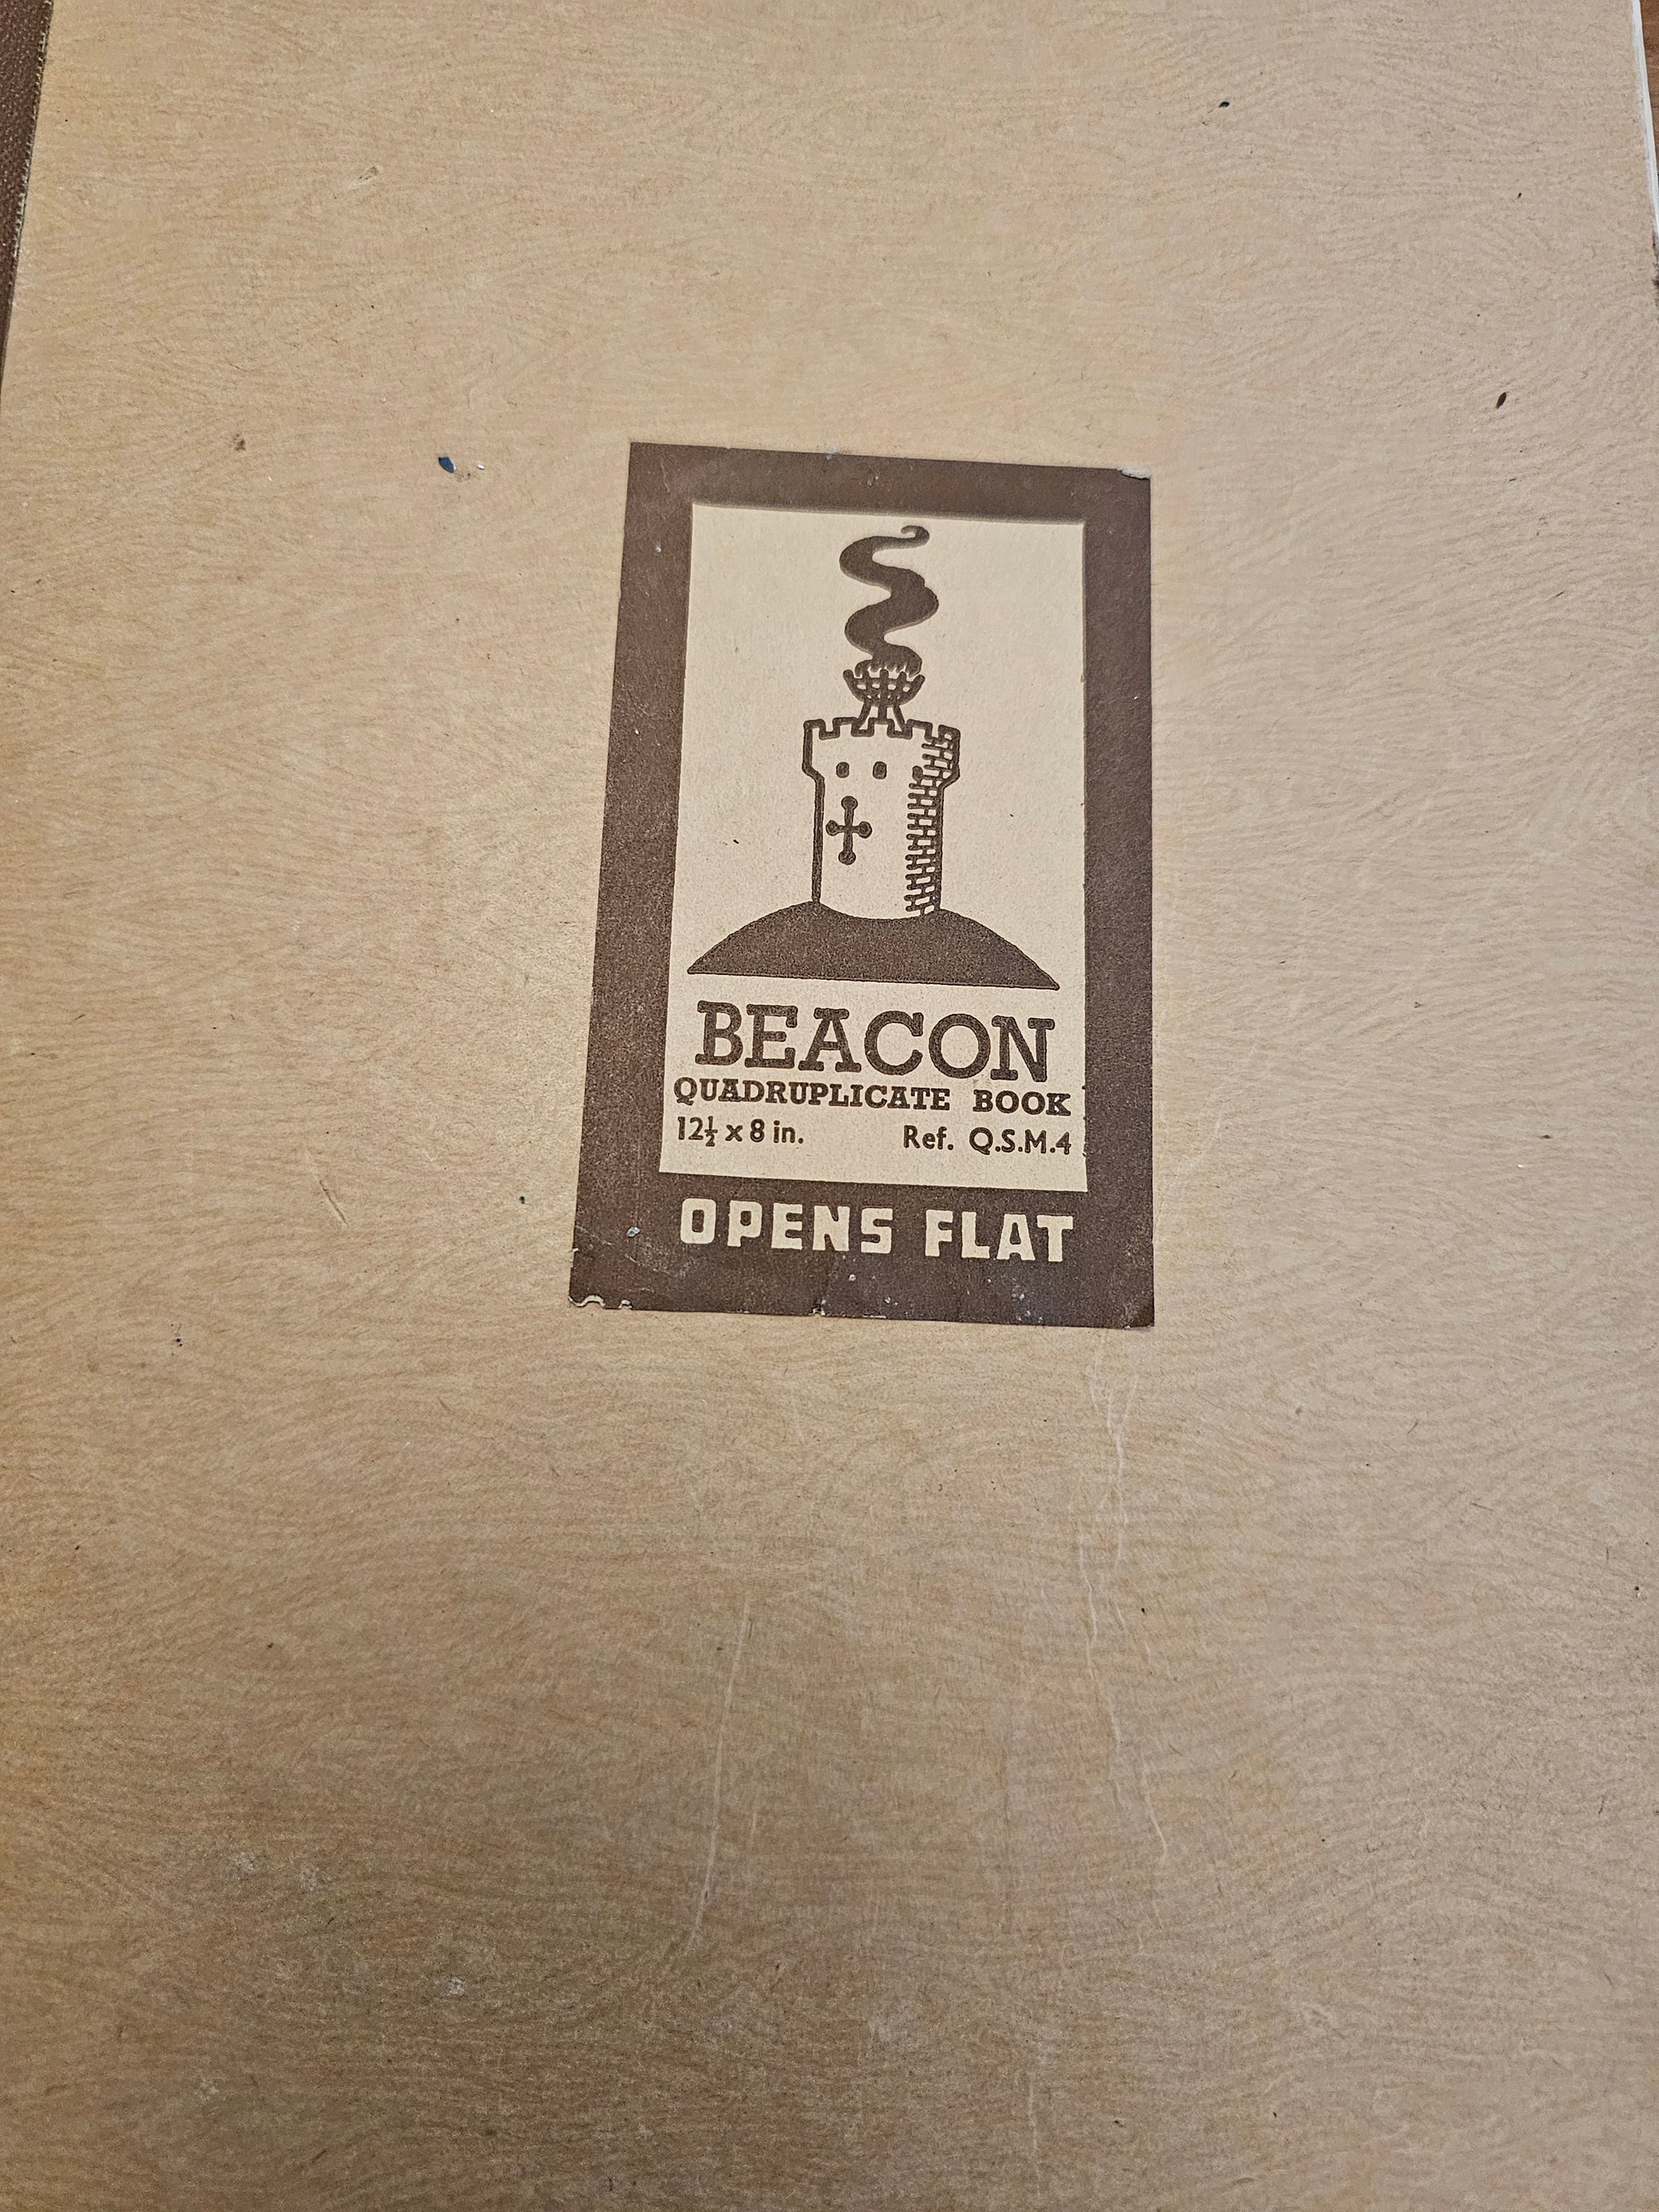 BEACON
QUADRUPLICATE BOOK
12½ x 8 in. Ref. Q.S.M.4
OPENS FLAT